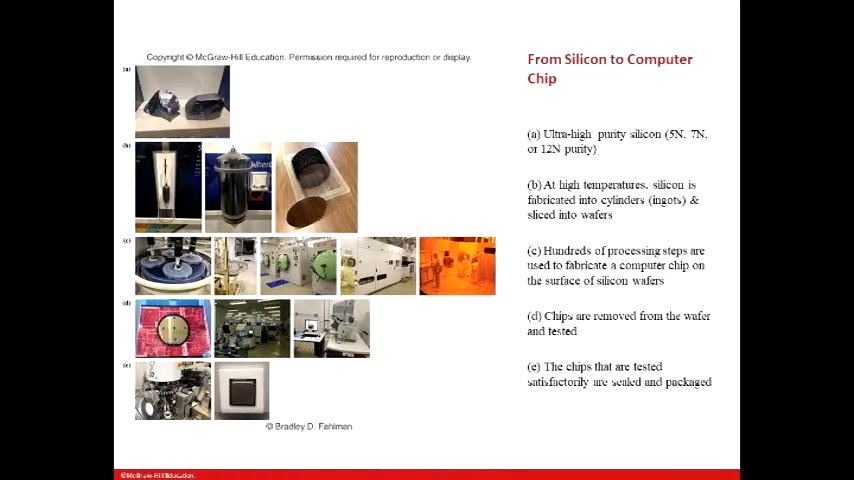 Copyright © McGraw-Hill Education. Permission required for reproduction or display.
From Silicon to Computer
Chip
(a)
(a) Ultra-high purity silicon (5N, 7N,
or 12N purity)
(b)
(b) At high temperatures, silicon is
fabricated into cylinders (ingots) &
sliced into wafers
(c)
(c) Hundreds of processing steps are
used to fabricate a computer chip on
the surface of silicon wafers
(d)
(d) Chips are removed from the wafer
and tested
(e)
(e) The chips that are tested
satisfactorily are sealed and packaged
© Bradley D. Fahlman
©McGraw-Hill Education.